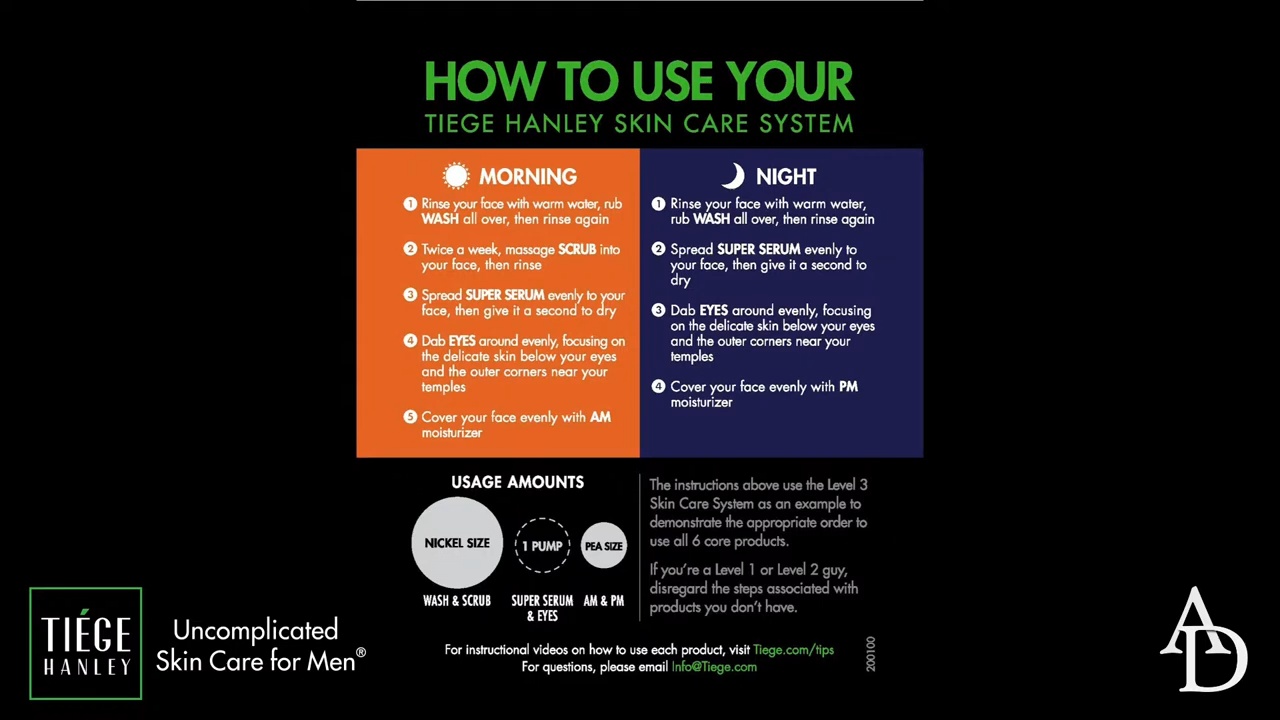 HOW TO USE YOUR
TIEGE HANLEY SKIN CARE SYSTEM
MORNING
1 Rinse your face with warm water, rub
WASH all over, then rinse again
2 Twice a week, massage SCRUB into
your face, then rinse
3 Spread SUPER SERUM evenly to your
face, then give it a second to dry
4 Dab EYES around evenly, focusing on
the delicate skin below your eyes
and the outer corners near your
temples
5 Cover your face evenly with AM
moisturizer
NIGHT
1 Rinse your face with warm water,
rub WASH all over, then rinse again
2 Spread SUPER SERUM evenly to
your face, then give it a second to
dry
3 Dab EYES around evenly, focusing
on the delicate skin below your eyes
and the outer corners near your
temples
4 Cover your face evenly with PM
moisturizer
USAGE AMOUNTS
NICKEL SIZE
1 PUMP
PEA SIZE
WASH & SCRUB
SUPER SERUM
& EYES
AM & PM
The instructions above use the Level 3
Skin Care System as an example to
demonstrate the appropriate order to
use all 6 core products.
If you're a Level 1 or Level 2 guy,
disregard the steps associated with
products you don't have.
For instructional videos on how to use each product, visit Tiege.com/tips
For questions, please email Info@Tiege.com
200100
TIÉGE
HANLEY
Uncomplicated
Skin Care for Men®
AD